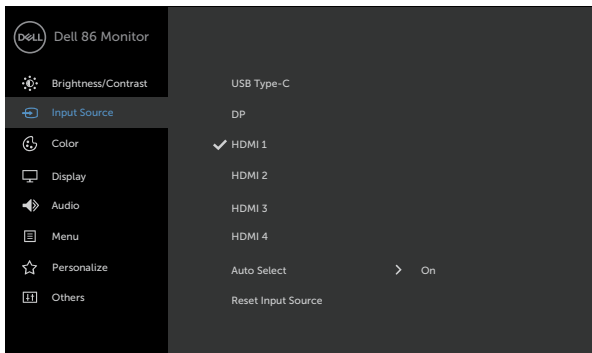 DELL
Dell 86 Monitor
Brightness/Contrast
Input Source
Color
Display
Audio
Menu
Personalize
Others
USB Type-C
DP
HDMI 1
HDMI 2
HDMI 3
HDMI 4
Auto Select > On
Reset Input Source